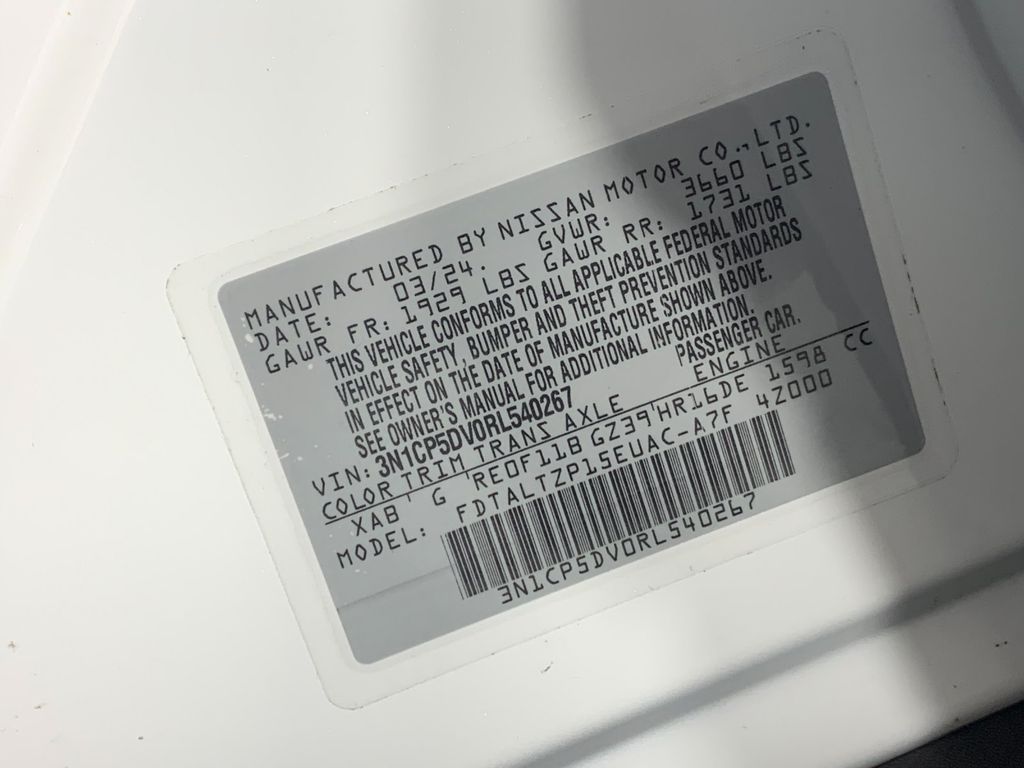 MANUFACTURED BY NISSAN MOTOR CO.,LTD.
DATE: 03/24. GVWR: 3660 LBS
GAWR FR: 1929 LBS GAWR RR: 1731 LBS
THIS VEHICLE CONFORMS TO ALL APPLICABLE FEDERAL MOTOR
VEHICLE SAFETY, BUMPER AND THEFT PREVENTION STANDARDS
IN EFFECT ON THE DATE OF MANUFACTURE SHOWN ABOVE.
SEE OWNER'S MANUAL FOR ADDITIONAL INFORMATION.
VIN: 3N1CP5DV0RL540267 PASSENGER CAR.
COLOR TRIM TRANS AXLE ENGINE
XAB ' G 'RE0F11B GZ39'HR16DE 1598 CC
MODEL: FDTALTZP15EUAC-A7F 4Z000
3N1CP5DV0RL540267